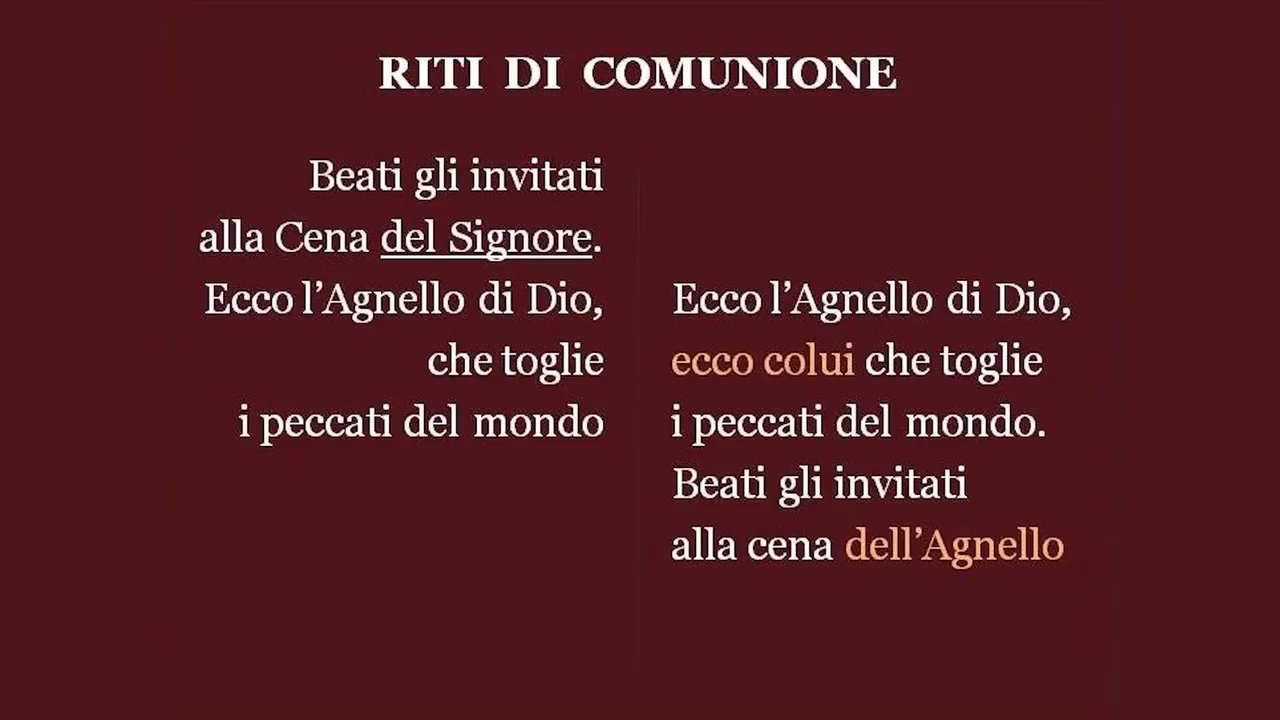 RITI DI COMUNIONE
Beati gli invitati
alla Cena del Signore.
Ecco l’Agnello di Dio,
che toglie
i peccati del mondo
Ecco l’Agnello di Dio,
ecco colui che toglie
i peccati del mondo.
Beati gli invitati
alla cena dell’Agnello